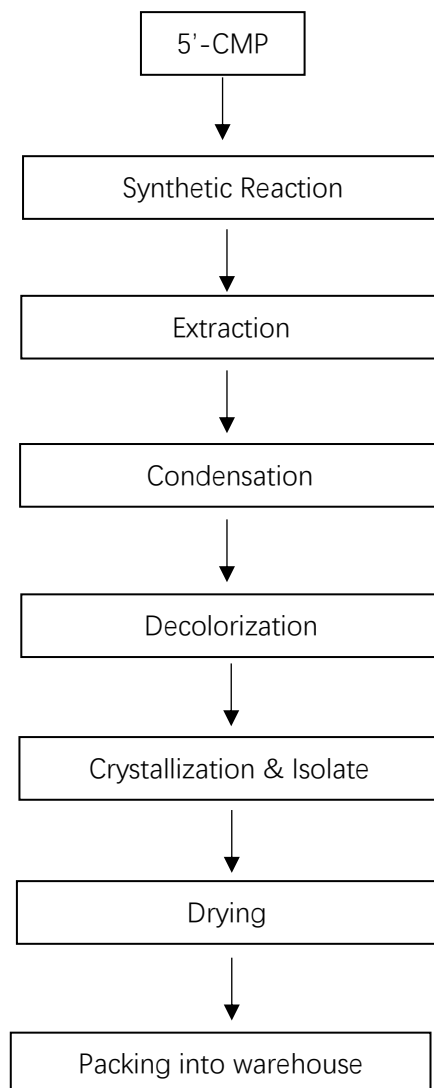 5’-CMP
Synthetic Reaction
Extraction
Condensation
Decolorization
Crystallization & Isolate
Drying
Packing into warehouse